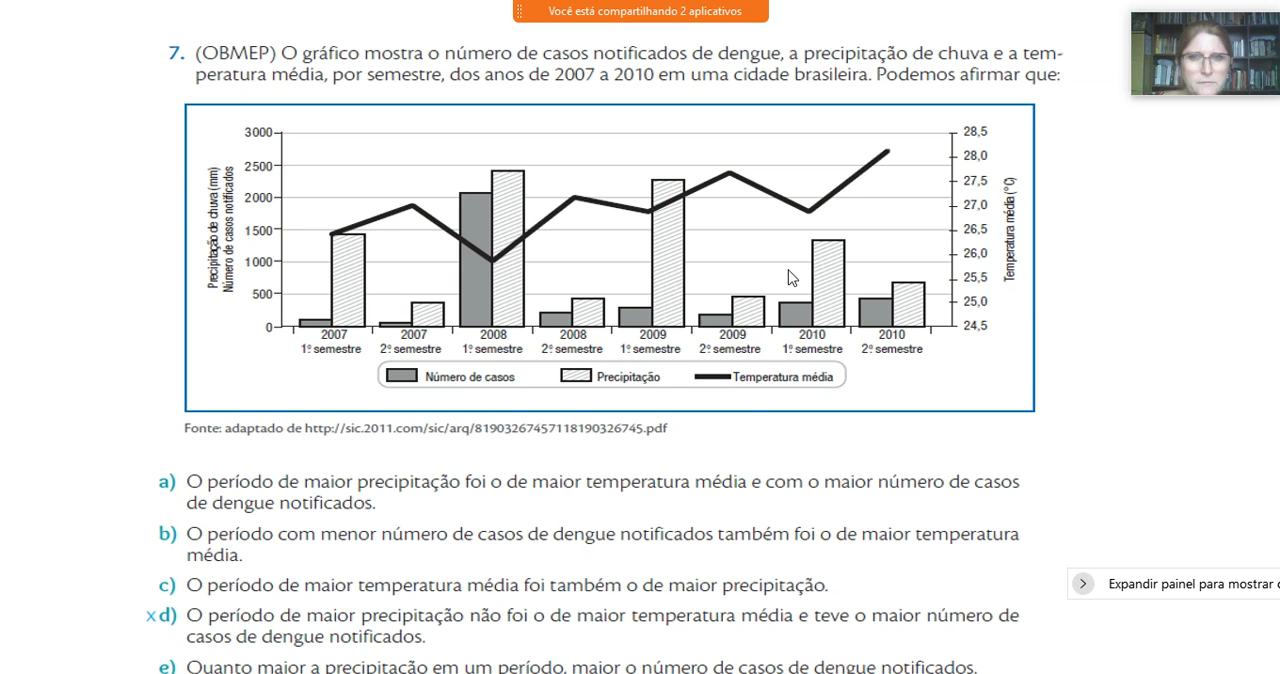 Você está compartilhando 2 aplicativos
7. (OBMEP) O gráfico mostra o número de casos notificados de dengue, a precipitação de chuva e a tem-
peratura média, por semestre, dos anos de 2007 a 2010 em uma cidade brasileira. Podemos afirmar que:
Precipitação de chuva (mm)
Número de casos notificados
3000
2500
2000
1500
1000
500
0
28,5
28,0
27,5
27,0
26,5
26,0
25,5
25,0
24,5
Temperatura média (°C)
2007 2007 2008 2008 2009 2009 2010 2010
1º semestre 2º semestre 1º semestre 2º semestre 1º semestre 2º semestre 1º semestre 2º semestre
Número de casos Precipitação Temperatura média
Fonte: adaptado de http://sic.2011.com/sic/arq/81903267457118190326745.pdf
a) O período de maior precipitação foi o de maior temperatura média e com o maior número de casos
de dengue notificados.
b) O período com menor número de casos de dengue notificados também foi o de maior temperatura
média.
c) O período de maior temperatura média foi também o de maior precipitação.
x d) O período de maior precipitação não foi o de maior temperatura média e teve o maior número de
casos de dengue notificados.
Expandir painel para mostrar
e) Quanto maior a precipitação em um período, maior o número de casos de dengue notificados.